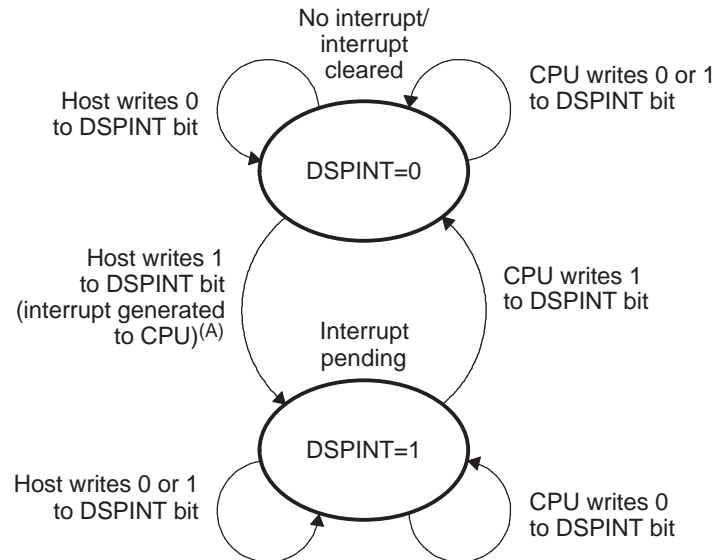 No interrupt/
interrupt
cleared
Host writes 0
to DSPINT bit
CPU writes 0 or 1
to DSPINT bit
DSPINT=0
Host writes 1
to DSPINT bit
(interrupt generated
to CPU)(A)
CPU writes 1
to DSPINT bit
Interrupt
pending
DSPINT=1
Host writes 0 or 1
to DSPINT bit
CPU writes 0
to DSPINT bit